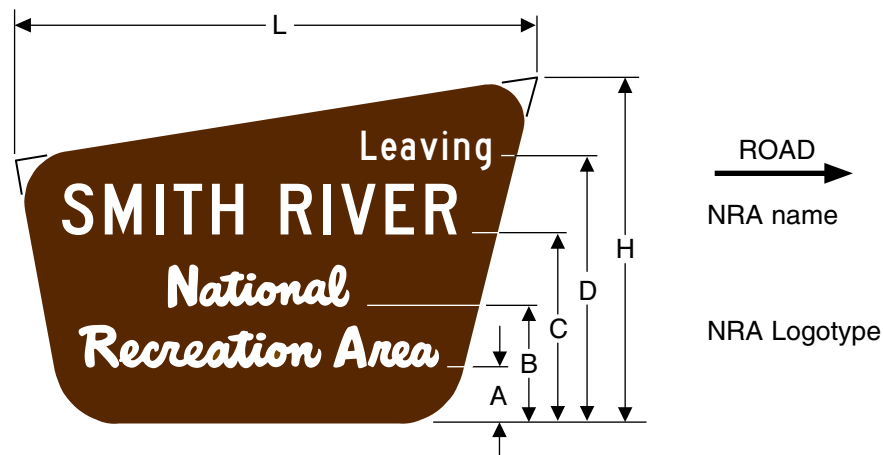 L
Leaving
SMITH RIVER
National
Recreation Area
A
B
C
D
H
ROAD
NRA name
NRA Logotype